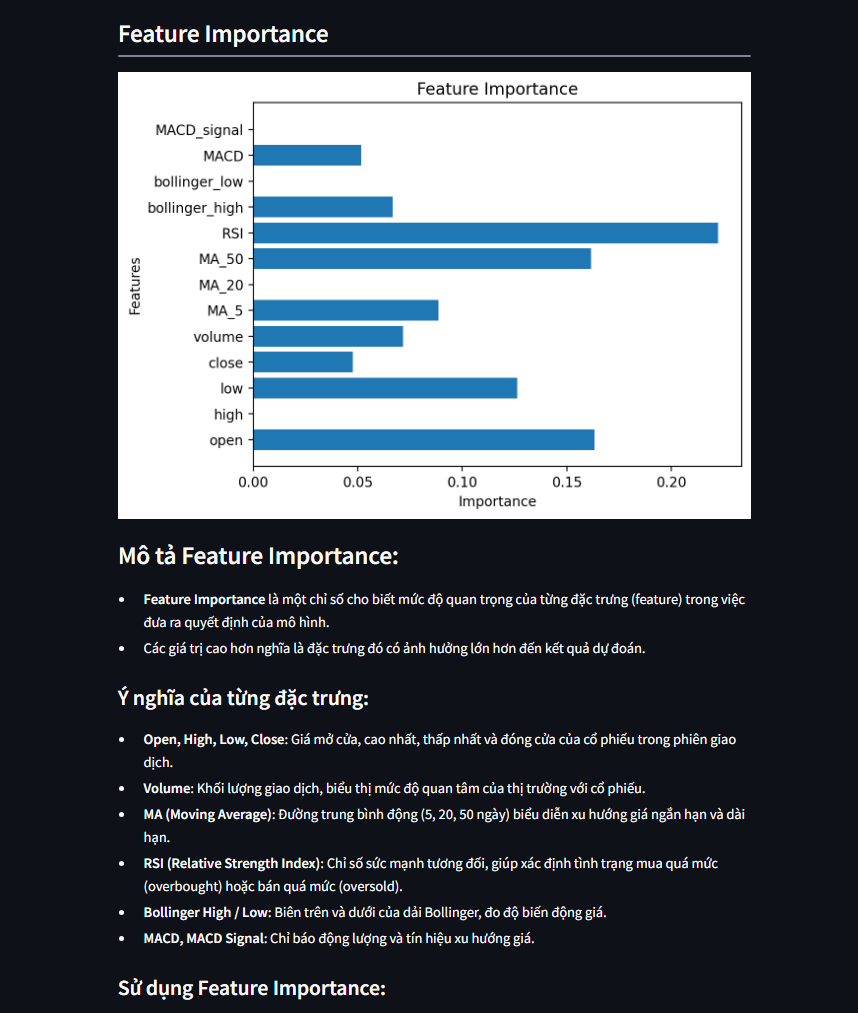 Feature Importance
Feature Importance
MACD_signal
MACD
bollinger_low
bollinger_high
RSI
MA_50
MA_20
MA_5
volume
close
low
high
open
Features
0.00 0.05 0.10 0.15 0.20
Importance
Mô tả Feature Importance:
• Feature Importance là một chỉ số cho biết mức độ quan trọng của từng đặc trưng (feature) trong việc
đưa ra quyết định của mô hình.
• Các giá trị cao hơn nghĩa là đặc trưng đó có ảnh hưởng lớn hơn đến kết quả dự đoán.
Ý nghĩa của từng đặc trưng:
• Open, High, Low, Close: Giá mở cửa, cao nhất, thấp nhất và đóng cửa của cổ phiếu trong phiên giao
dịch.
• Volume: Khối lượng giao dịch, biểu thị mức độ quan tâm của thị trường với cổ phiếu.
• MA (Moving Average): Đường trung bình động (5, 20, 50 ngày) biểu diễn xu hướng giá ngắn hạn và dài
hạn.
• RSI (Relative Strength Index): Chỉ số sức mạnh tương đối, giúp xác định tình trạng mua quá mức
(overbought) hoặc bán quá mức (oversold).
• Bollinger High / Low: Biên trên và dưới của dải Bollinger, đo độ biến động giá.
• MACD, MACD Signal: Chỉ báo động lượng và tín hiệu xu hướng giá.
Sử dụng Feature Importance: